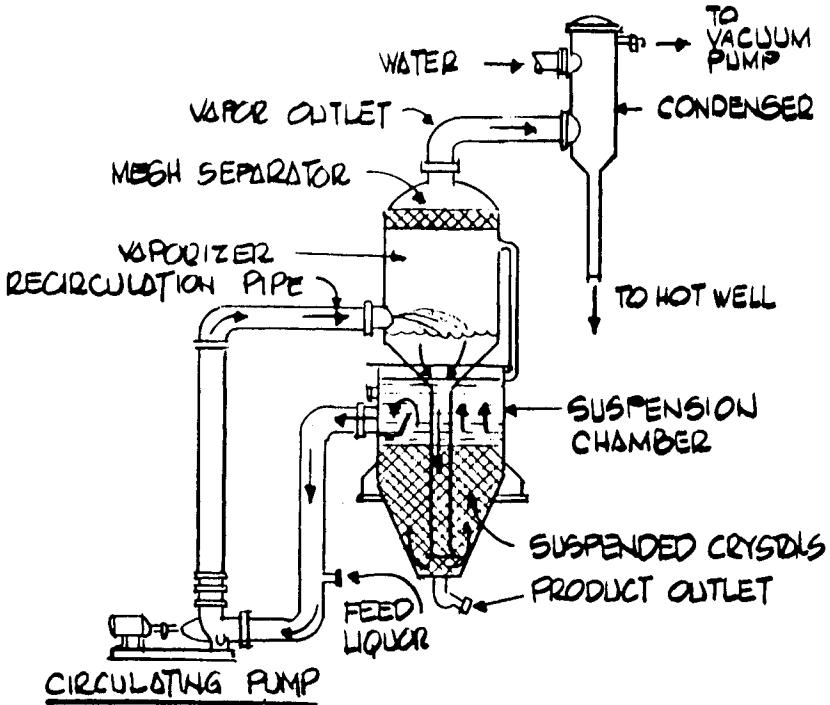 TO
VACUUM
PUMP
WATER
CONDENSER
VAPOR OUTLET
MESH SEPARATOR
VAPORIZER
RECIRCULATION PIPE
TO HOT WELL
SUSPENSION
CHAMBER
SUSPENDED CRYSTALS
PRODUCT OUTLET
FEED
LIQUOR
CIRCULATING PUMP